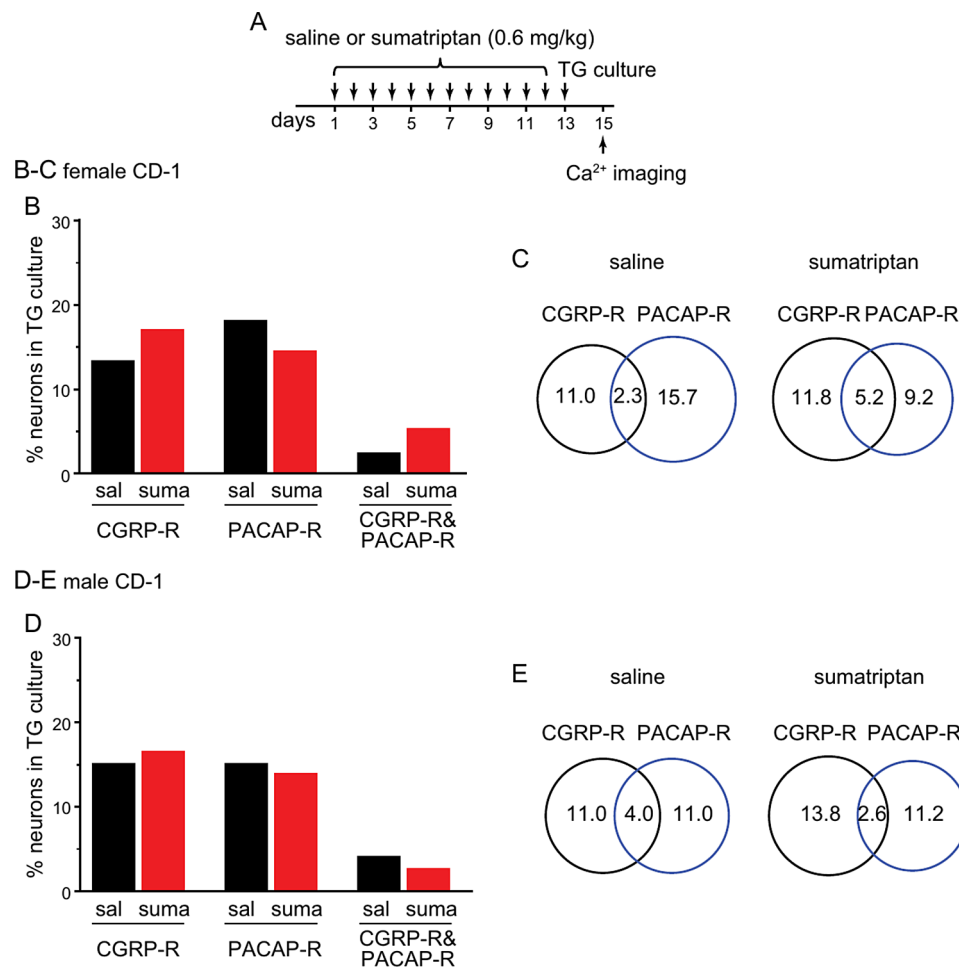 A
saline or sumatriptan (0.6 mg/kg)
TG culture
days 1 3 5 7 9 11 13 15
Ca²⁺ imaging
B-C female CD-1
B
% neurons in TG culture
30
20
10
0
sal suma sal suma sal suma
CGRP-R PACAP-R CGRP-R&
PACAP-R
C
saline sumatriptan
CGRP-R PACAP-R CGRP-R PACAP-R
11.0 2.3 15.7 11.8 5.2 9.2
D-E male CD-1
D
% neurons in TG culture
30
20
10
0
sal suma sal suma sal suma
CGRP-R PACAP-R CGRP-R&
PACAP-R
E
saline sumatriptan
CGRP-R PACAP-R CGRP-R PACAP-R
11.0 4.0 11.0 13.8 2.6 11.2